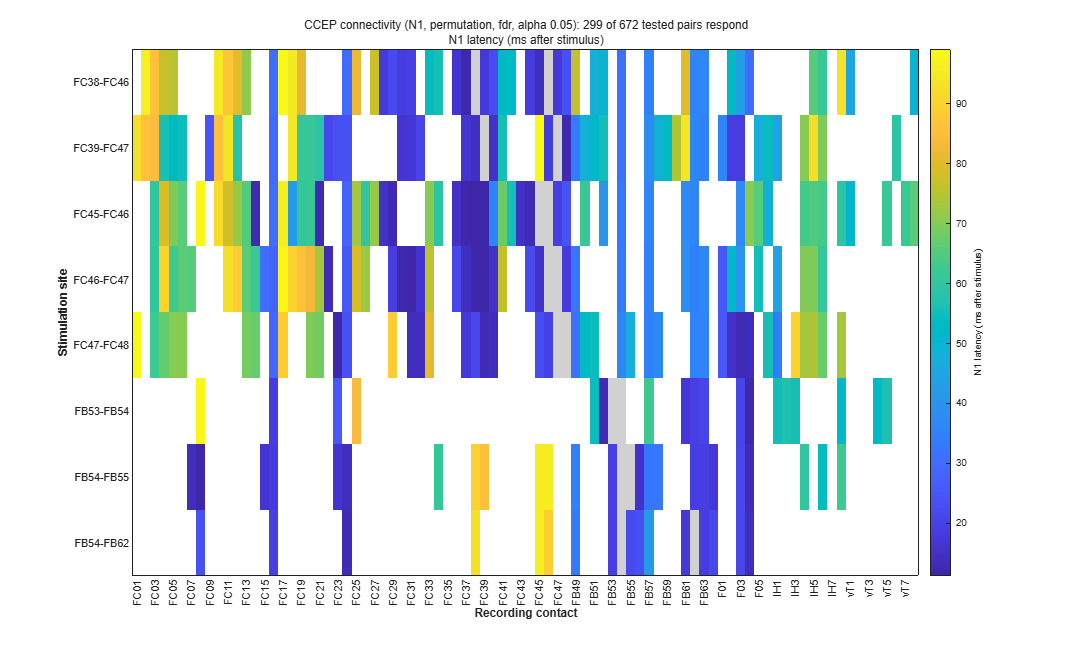 CCEP connectivity (N1, permutation, fdr, alpha 0.05): 299 of 672 tested pairs respond
N1 latency (ms after stimulus)
Stimulation site
FC38-FC46
FC39-FC47
FC45-FC46
FC46-FC47
FC47-FC48
FB53-FB54
FB54-FB55
FB54-FB62
FC01 FC03 FC05 FC07 FC09 FC11 FC13 FC15 FC17 FC19 FC21 FC23 FC25 FC27 FC29 FC31 FC33 FC35 FC37 FC39 FC41 FC43 FC45 FC47 FB49 FB51 FB53 FB55 FB57 FB59 FB61 FB63 F01 F03 F05 IH1 IH3 IH5 IH7 vT1 vT3 vT5 vT7
Recording contact
90
80
70
60
50
40
30
20
N1 latency (ms after stimulus)